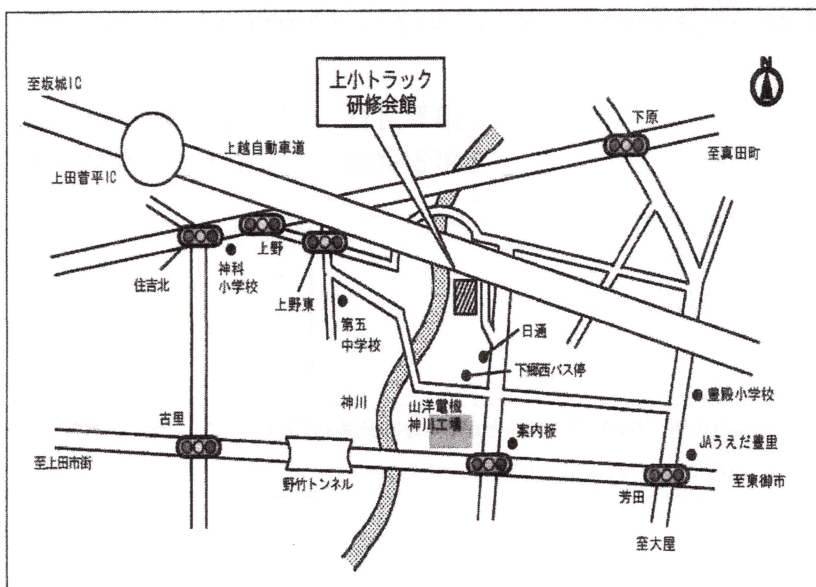 上小トラック
研修会館
N
至坂城IC
下原
上越自動車道
至真田町
上田菅平IC
上野
住吉北
神科
小学校
上野東
第五
中学校
日通
下郷西バス停
神川
山洋電機
神川工場
豊殿小学校
古里
案内板
JAうえだ豊里
至上田市街
野竹トンネル
芳田
至東御市
至大屋